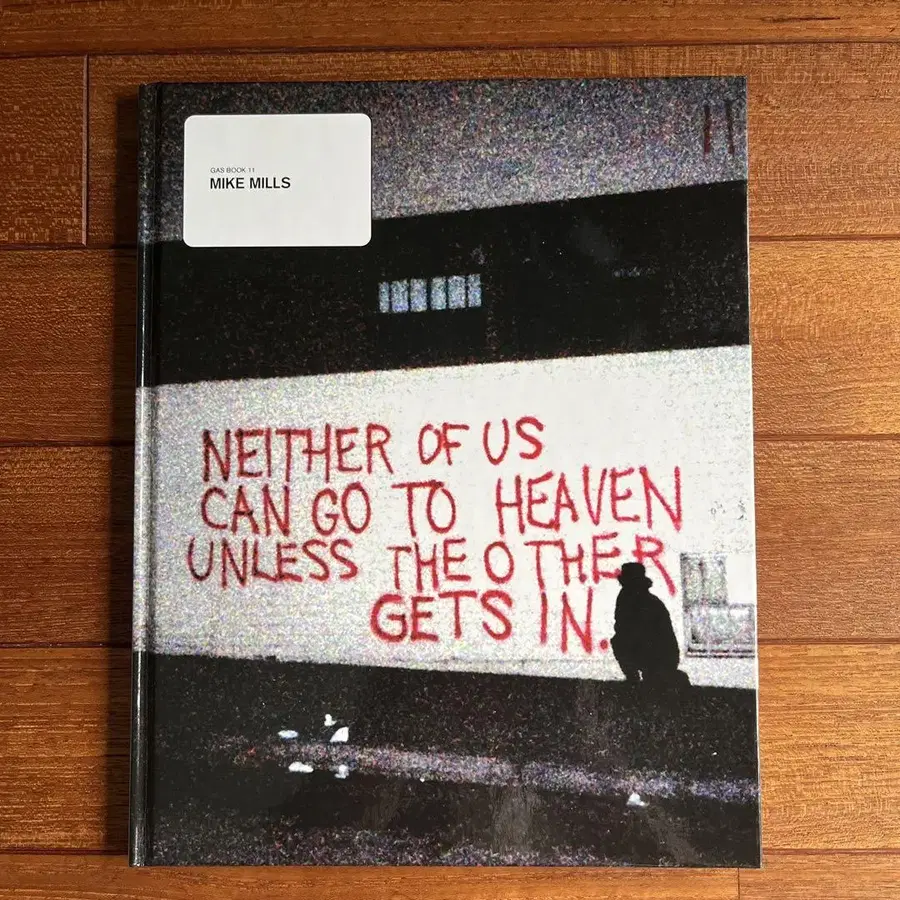 GAS BOOK 11
MIKE MILLS
NEITHER OF US
CAN GO TO HEAVEN
UNLESS THE OTHER
GETS IN.